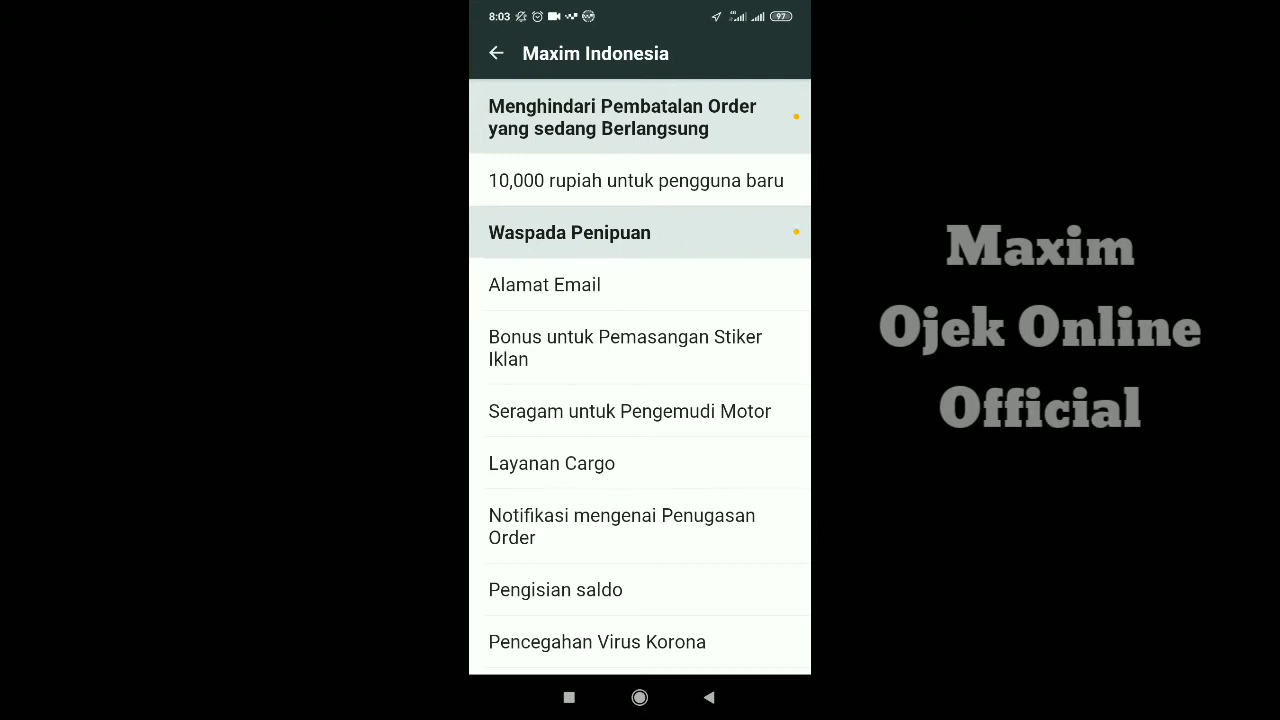 8:03
97
Maxim Indonesia
Menghindari Pembatalan Order
yang sedang Berlangsung
10,000 rupiah untuk pengguna baru
Waspada Penipuan
Alamat Email
Bonus untuk Pemasangan Stiker
Iklan
Seragam untuk Pengemudi Motor
Layanan Cargo
Notifikasi mengenai Penugasan
Order
Pengisian saldo
Pencegahan Virus Korona
Maxim
Ojek Online
Official